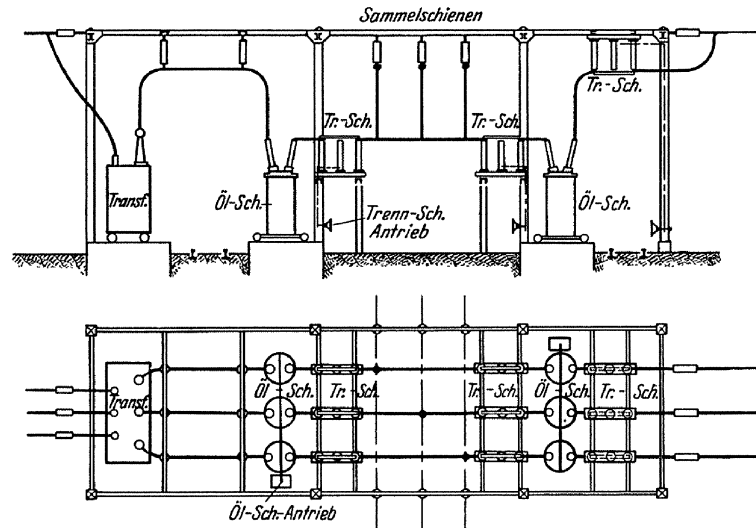 Sammelschienen
Tr.-Sch.
Tr.-Sch.
Tr.-Sch.
Transf.
Öl-Sch.
Trenn-Sch.
Antrieb
Öl-Sch.
Transf.
Öl - Sch.
Tr. - Sch.
Tr.- Sch.
Öl - Sch.
Tr. - Sch.
Öl-Sch.-Antrieb